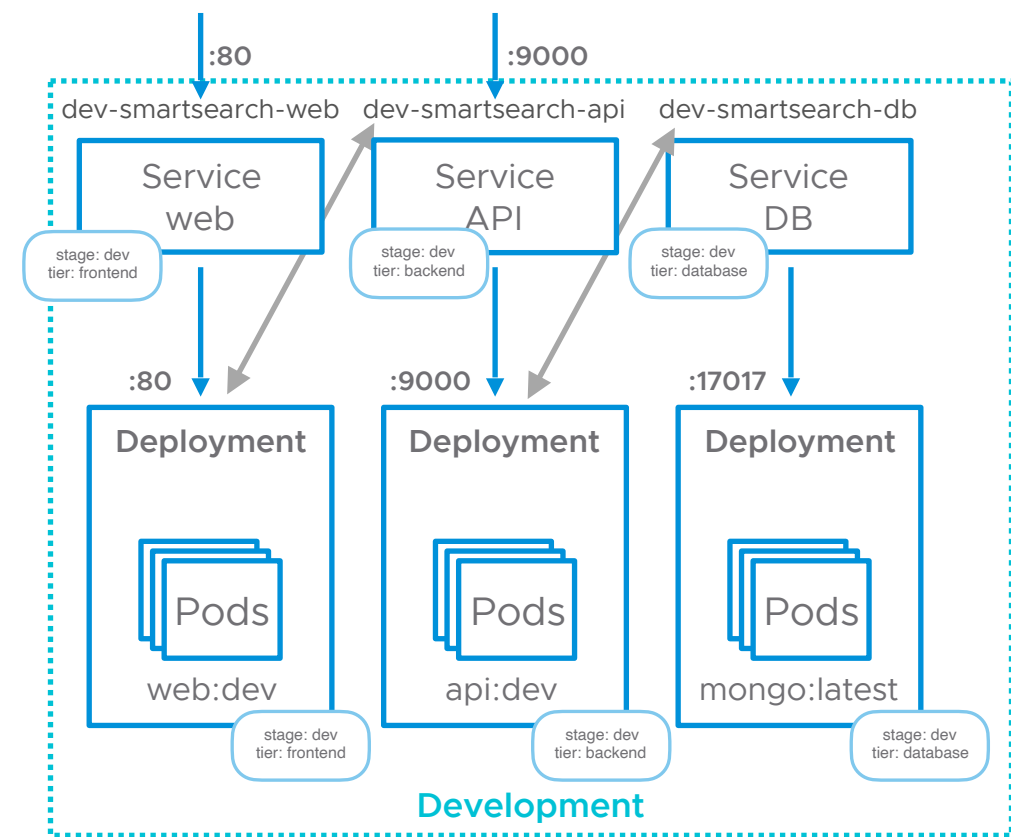 :80
:9000
dev-smartsearch-web
dev-smartsearch-api
dev-smartsearch-db
Service
web
Service
API
Service
DB
stage: dev
tier: frontend
stage: dev
tier: backend
stage: dev
tier: database
:80
:9000
:17017
Deployment
Deployment
Deployment
Pods
Pods
Pods
web:dev
api:dev
mongo:latest
stage: dev
tier: frontend
stage: dev
tier: backend
stage: dev
tier: database
Development